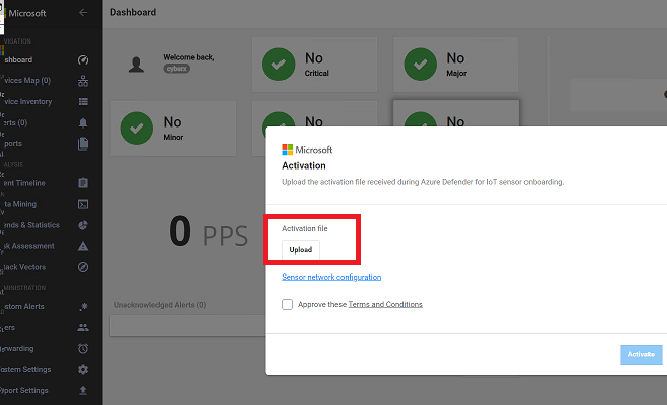 Microsoft
Dashboard
VIGATION
shboard
vices Map (0)
vice Inventory
erts (0)
ports
ALYSIS
ent Timeline
ta Mining
ends & Statistics
sk Assessment
tack Vectors
MINISTRATION
stom Alerts
ers
rwarding
stem Settings
port Settings
Welcome back,
cyberx
No
Critical
No
Major
No
Minor
No
No
0 PPS
Unacknowledged Alerts (0)
Microsoft
Activation
Upload the activation file received during Azure Defender for IoT sensor onboarding.
Activation file
Upload
Sensor network configuration
Approve these Terms and Conditions
Activate